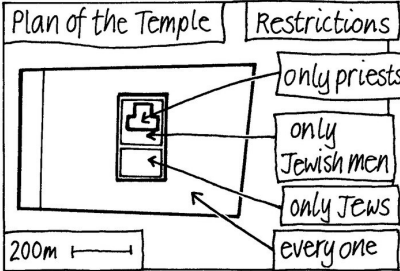 Plan of the Temple
Restrictions
only priests
only
Jewish men
only Jews
everyone
200m